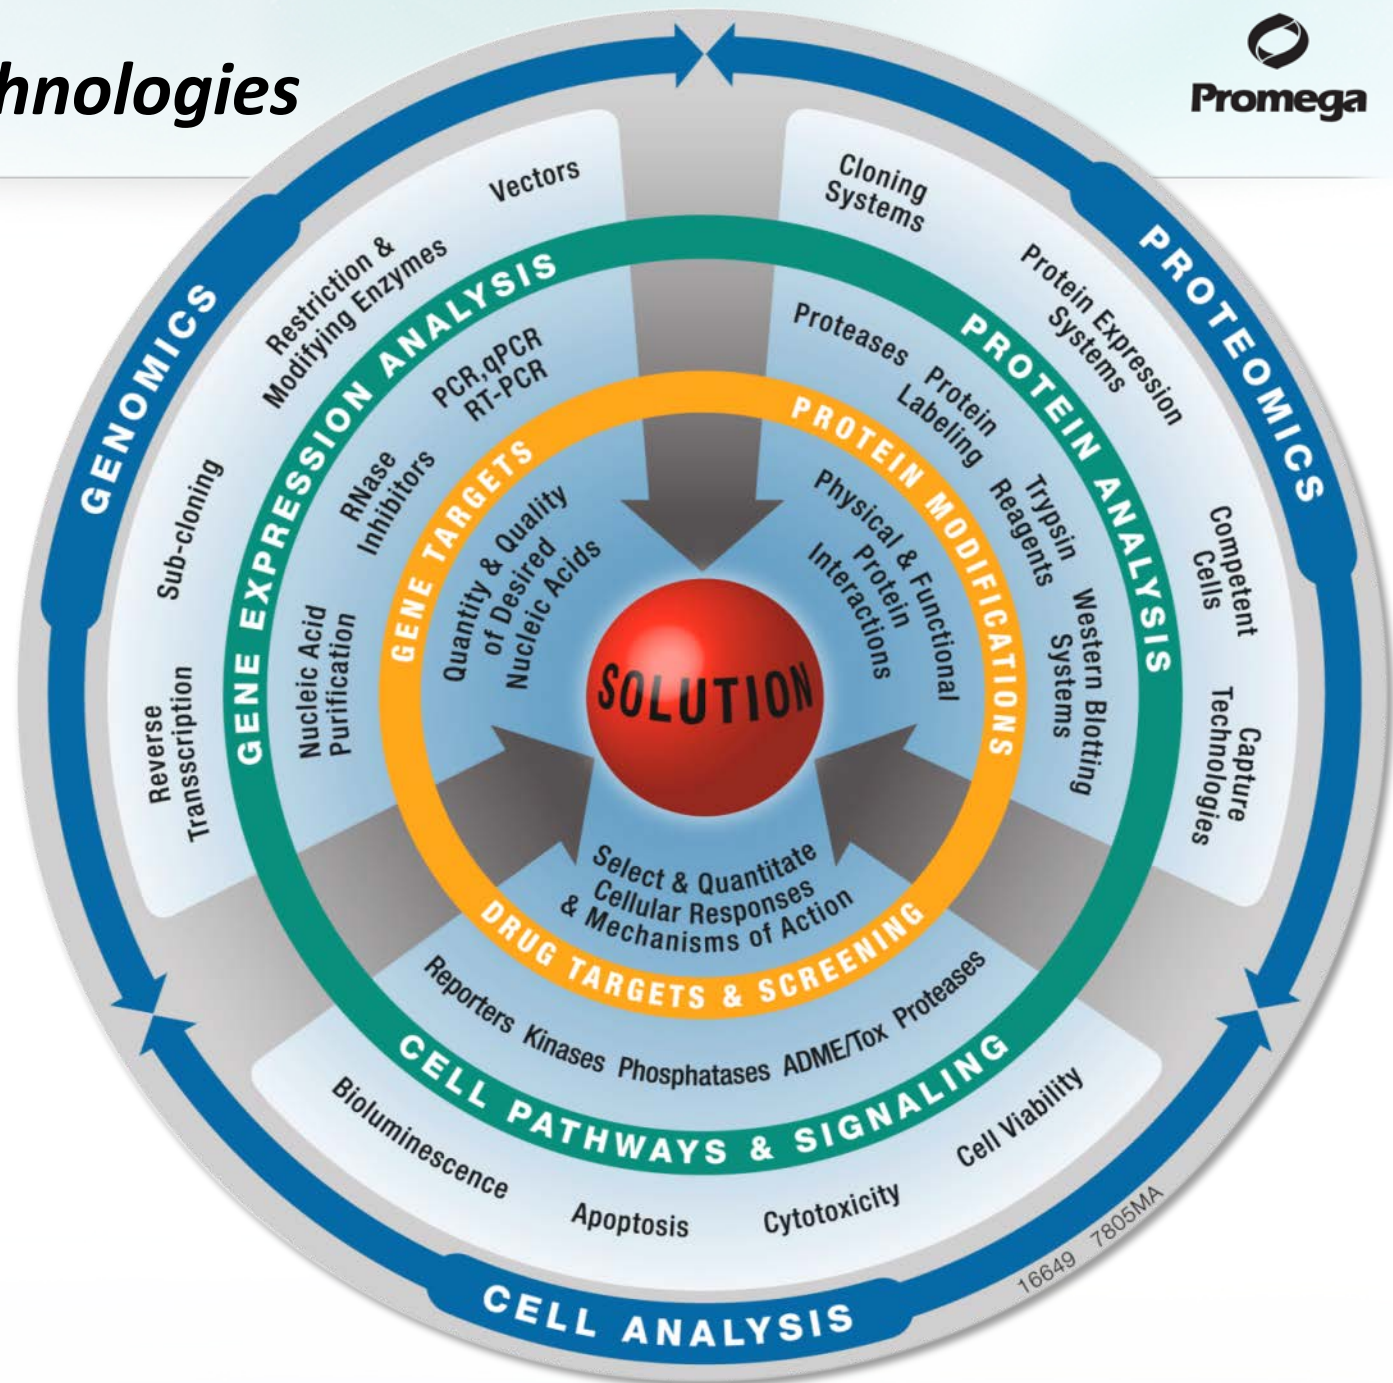 hnologies
Promega
GENOMICS
Vectors
Restriction &
Modifying Enzymes
Sub-cloning
Reverse
Transscription
GENE EXPRESSION ANALYSIS
PCR,qPCR
RT-PCR
RNase
Inhibitors
Nucleic Acid
Purification
GENE TARGETS
Quantity & Quality
of Desired
Nucleic Acids
PROTEOMICS
Cloning
Systems
Protein Expression
Systems
Competent
Cells
Capture
Technologies
PROTEIN ANALYSIS
Proteases
Protein
Labeling
Trypsin
Reagents
Western Blotting
Systems
PROTEIN MODIFICATIONS
Physical & Functional
Protein
Interactions
SOLUTION
Select & Quantitate
Cellular Responses
& Mechanisms of Action
DRUG TARGETS & SCREENING
Reporters Kinases Phosphatases ADME/Tox Proteases
CELL PATHWAYS & SIGNALING
Bioluminescence
Apoptosis
Cytotoxicity
Cell Viability
CELL ANALYSIS
16649 7805MA